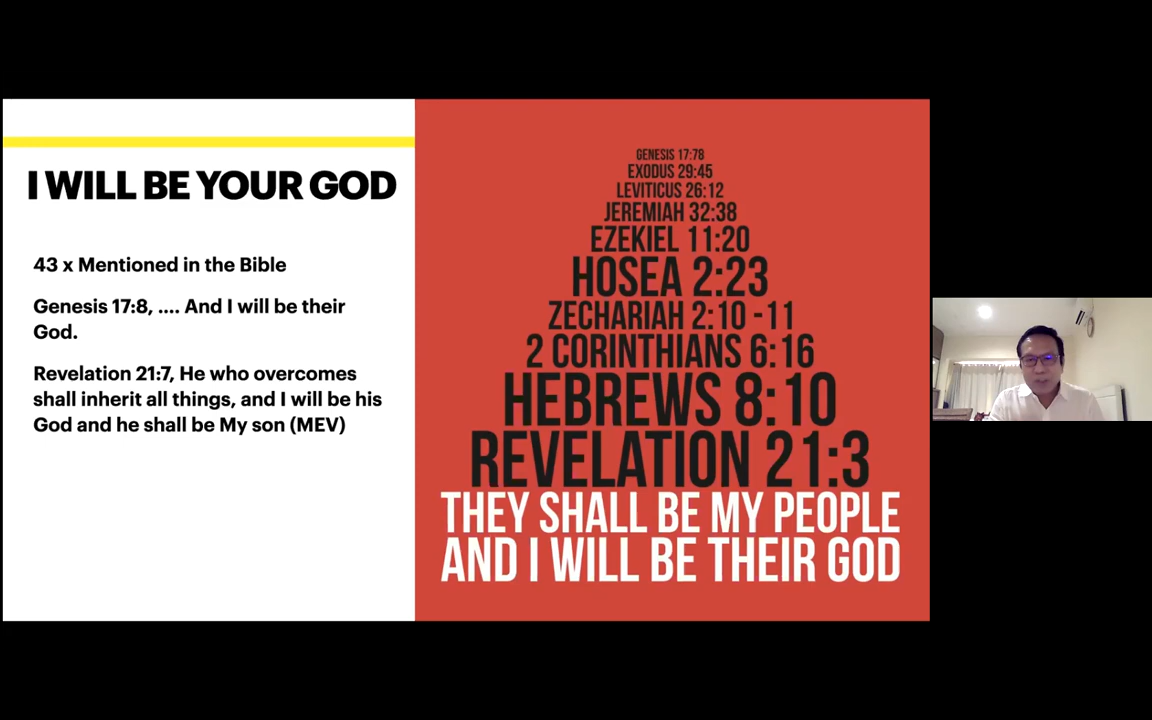 I WILL BE YOUR GOD
43 x Mentioned in the Bible
Genesis 17:8, .... And I will be their
God.
Revelation 21:7, He who overcomes
shall inherit all things, and I will be his
God and he shall be My son (MEV)
GENESIS 17:78
EXODUS 29:45
LEVITICUS 26:12
JEREMIAH 32:38
EZEKIEL 11:20
HOSEA 2:23
ZECHARIAH 2:10 -11
2 CORINTHIANS 6:16
HEBREWS 8:10
REVELATION 21:3
THEY SHALL BE MY PEOPLE
AND I WILL BE THEIR GOD